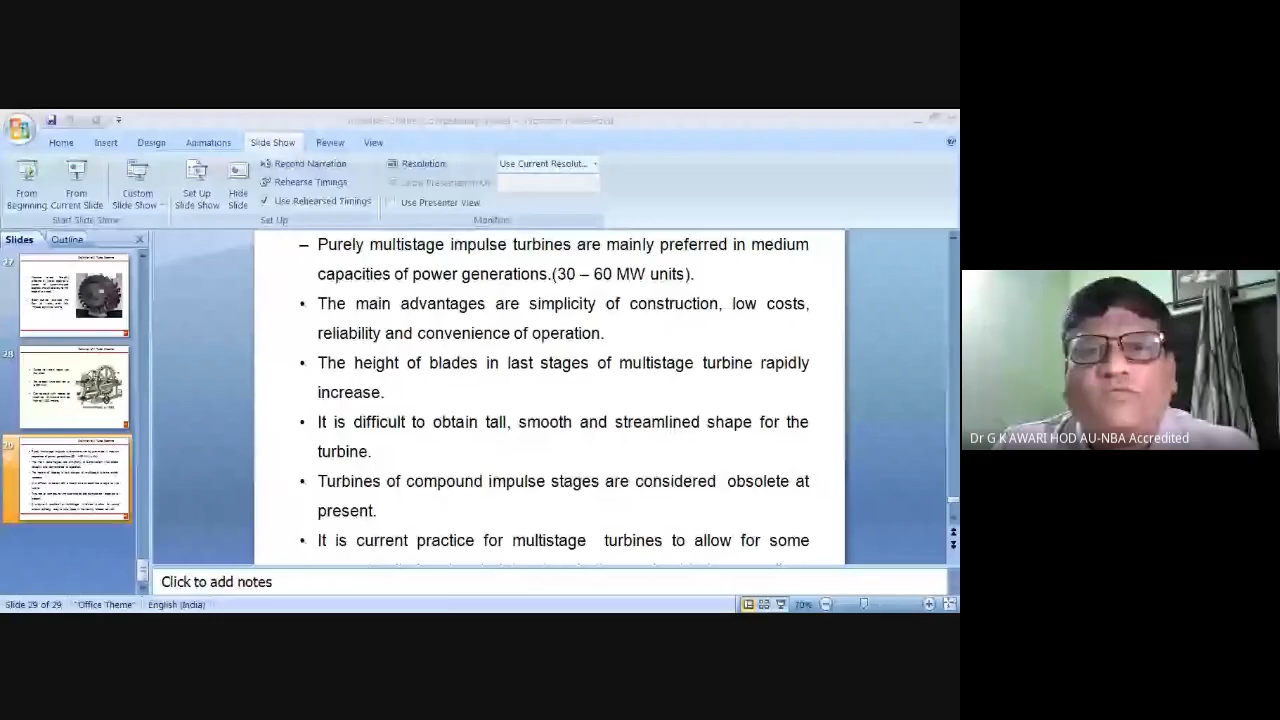 Home Insert Design Animations Slide Show Review View
Record Narration
Resolution:
Use Current Resolut...
Rehearse Timings
Use Rehearsed Timings
Use Presenter View
From Beginning
From Current Slide
Custom Slide Show
Set Up Slide Show
Hide Slide
Start Slide Show
Set Up
Monitors
Slides Outline
27
28
29
– Purely multistage impulse turbines are mainly preferred in medium
capacities of power generations.(30 – 60 MW units).
• The main advantages are simplicity of construction, low costs,
reliability and convenience of operation.
• The height of blades in last stages of multistage turbine rapidly
increase.
• It is difficult to obtain tall, smooth and streamlined shape for the
turbine.
• Turbines of compound impulse stages are considered obsolete at
present.
• It is current practice for multistage turbines to allow for some
Click to add notes
Slide 29 of 29 "Office Theme" English (India)
70%
Dr G K AWARI HOD AU-NBA Accredited